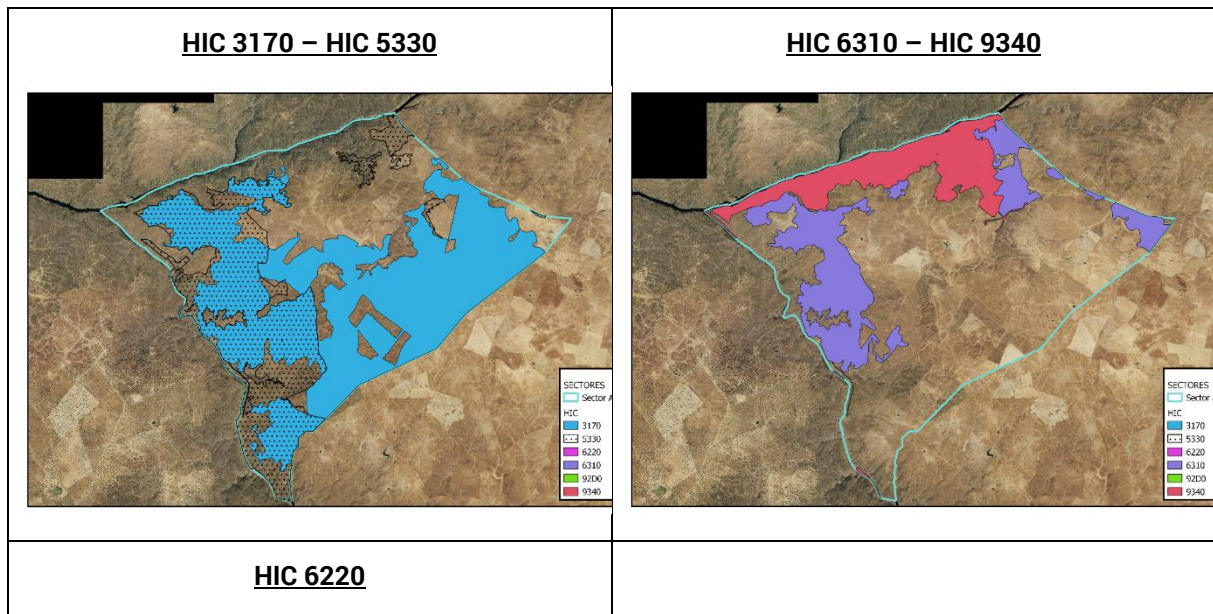 HIC 3170 – HIC 5330
HIC 6310 – HIC 9340
SECTORES
Sector A
HIC
3170
5330
6220
6310
92D0
9340
SECTORES
Sector
HIC
3170
5330
6220
6310
92D0
9340
HIC 6220